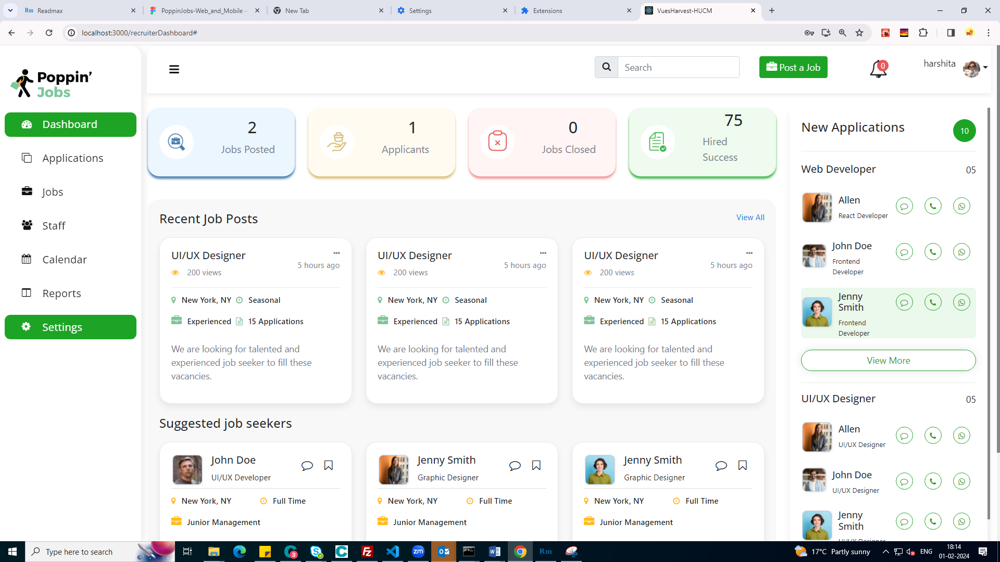 Readmax
PoppinJobs-Web_and_Mobile
New Tab
Settings
Extensions
VuesHarvest-HUCM
localhost:3000/recruiterDashboard#
Poppin'
Jobs
Dashboard
Applications
Jobs
Staff
Calendar
Reports
Settings
Search
Post a Job
0
harshita
2
Jobs Posted
1
Applicants
0
Jobs Closed
75
Hired
Success
Recent Job Posts
View All
UI/UX Designer
200 views
5 hours ago
New York, NY
Seasonal
Experienced
15 Applications
We are looking for talented and
experienced job seeker to fill these
vacancies.
UI/UX Designer
200 views
5 hours ago
New York, NY
Seasonal
Experienced
15 Applications
We are looking for talented and
experienced job seeker to fill these
vacancies.
UI/UX Designer
200 views
5 hours ago
New York, NY
Seasonal
Experienced
15 Applications
We are looking for talented and
experienced job seeker to fill these
vacancies.
Suggested job seekers
John Doe
UI/UX Developer
New York, NY
Full Time
Junior Management
Jenny Smith
Graphic Designer
New York, NY
Full Time
Junior Management
Jenny Smith
Graphic Designer
New York, NY
Full Time
Junior Management
New Applications
10
Web Developer
05
Allen
React Developer
John Doe
Frontend
Developer
Jenny
Smith
Frontend
Developer
View More
UI/UX Designer
05
Allen
UI/UX Designer
John Doe
UI/UX Designer
Jenny
Smith
UI/UX Designer
Type here to search
17°C Partly sunny
ENG
18:14
01-02-2024